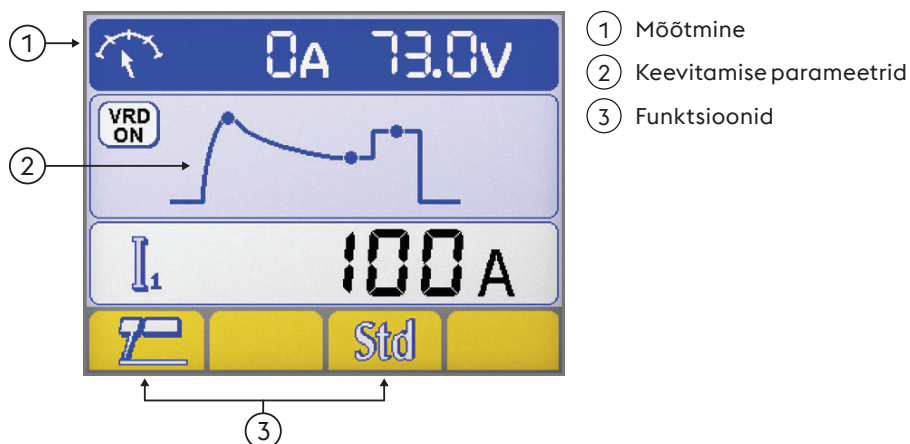 1
0A 73.0V
VRD
ON
2
I1
100A
Std
3
1 Mõõtmine
2 Keevitamise parameetrid
3 Funktsioonid